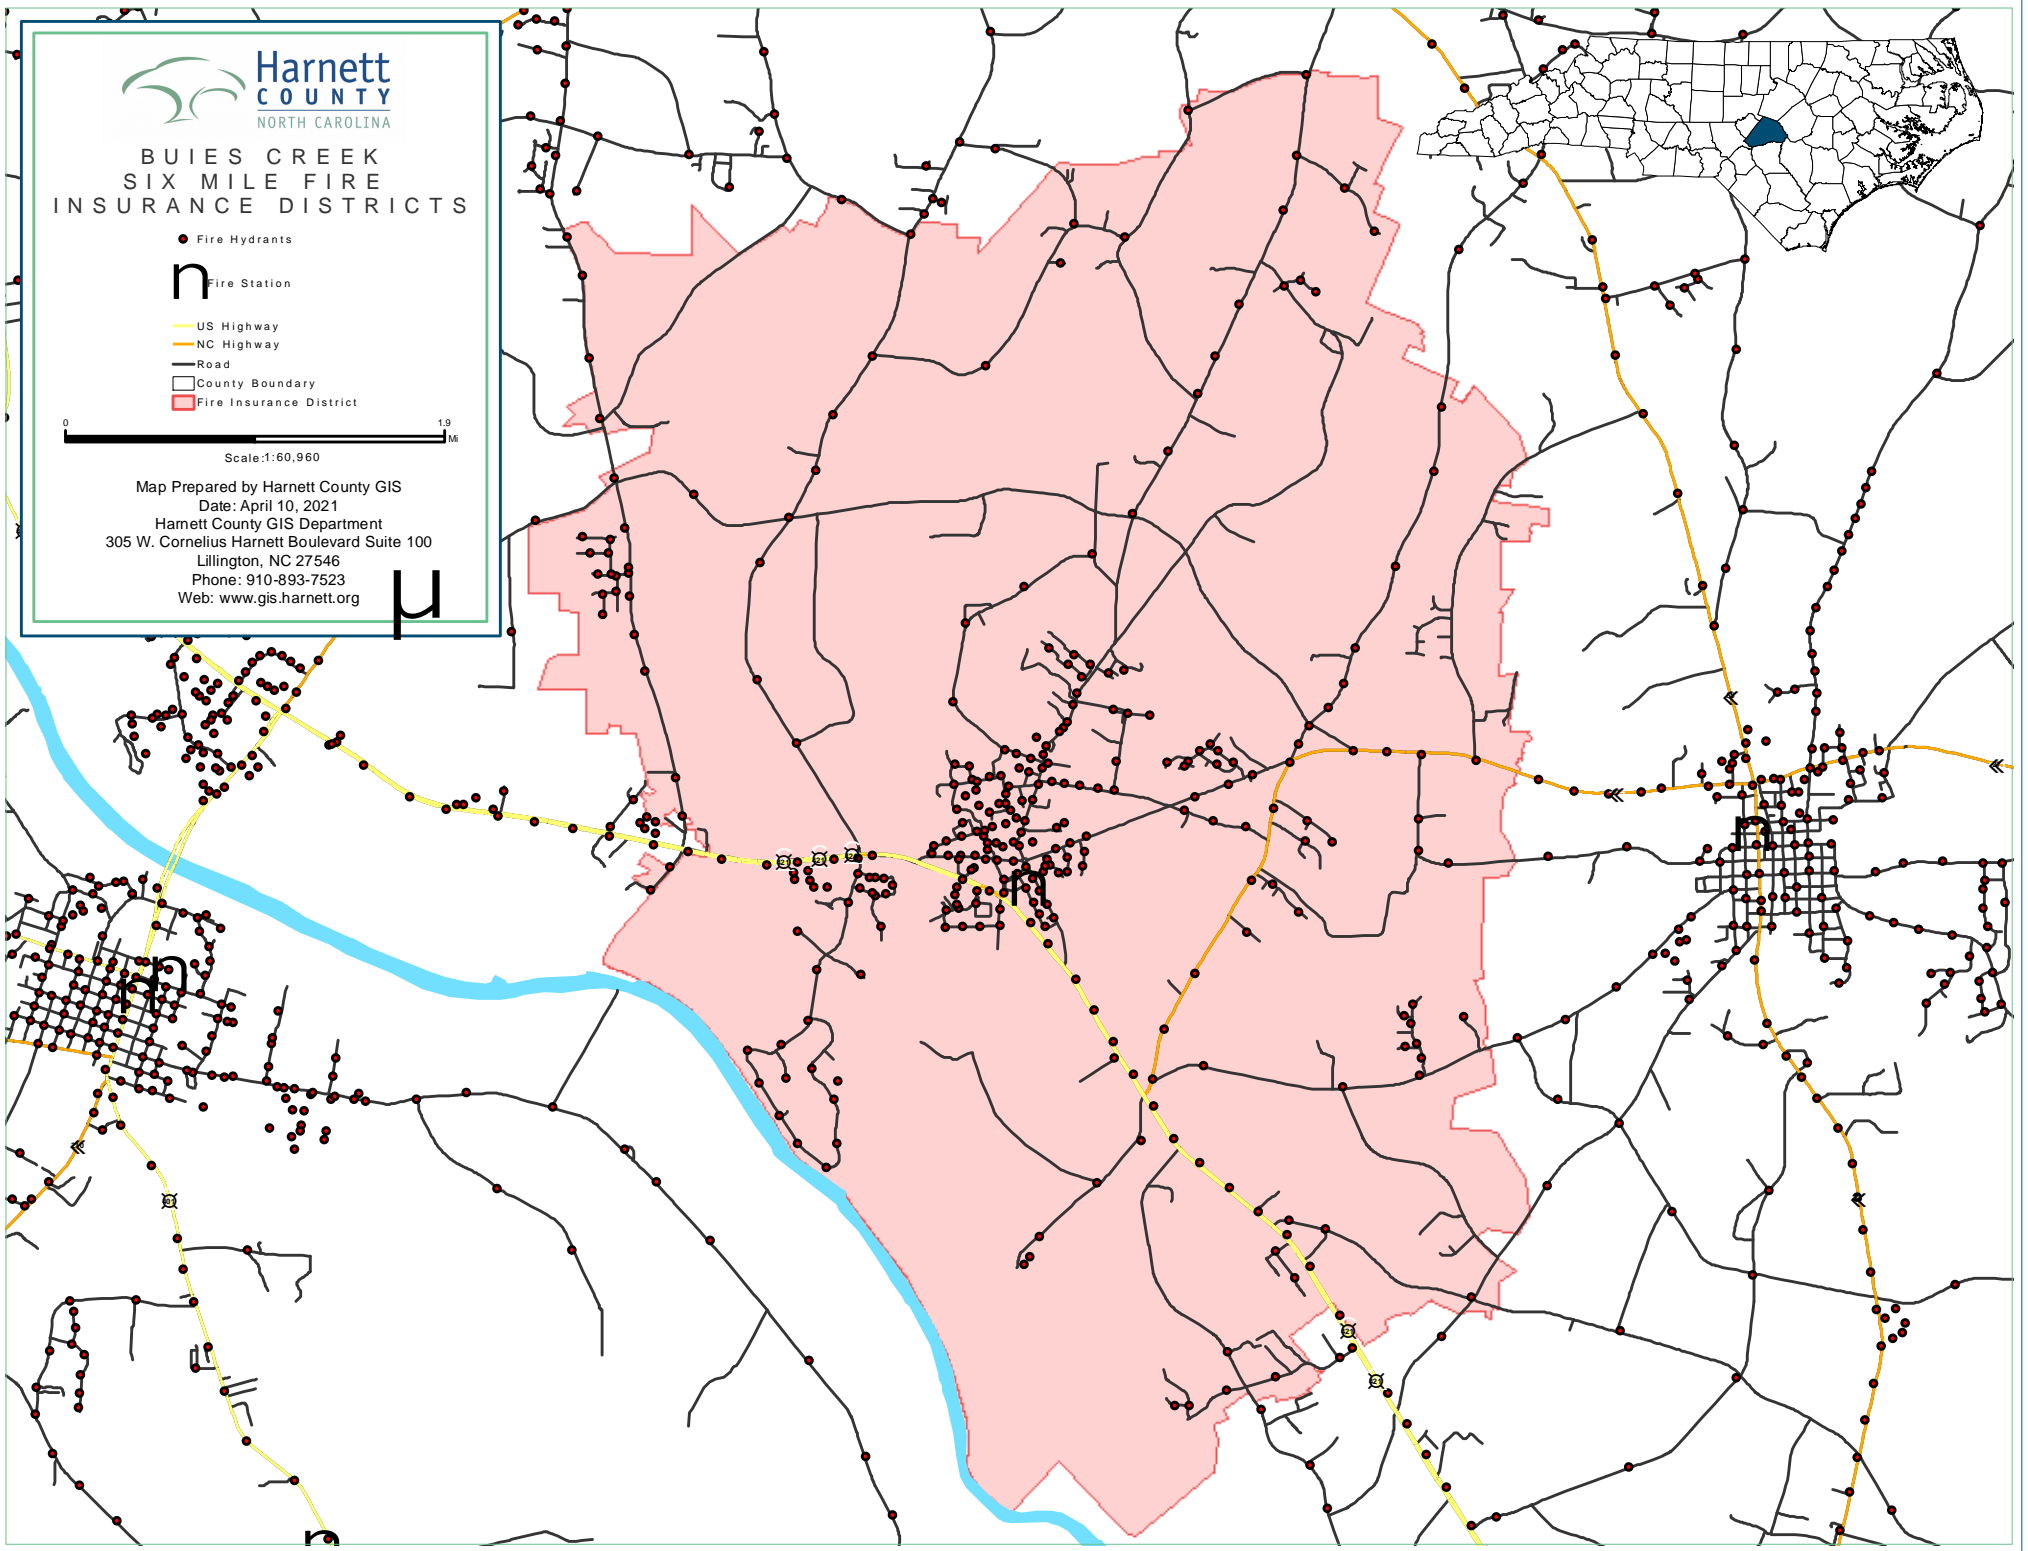 Harnett
COUNTY
NORTH CAROLINA
BUIES CREEK
SIX MILE FIRE
INSURANCE DISTRICTS
Fire Hydrants
n Fire Station
US Highway
NC Highway
Road
County Boundary
Fire Insurance District
0 1.9
Mi
Scale:1:60,960
Map Prepared by Harnett County GIS
Date: April 10, 2021
Harnett County GIS Department
305 W. Cornelius Harnett Boulevard Suite 100
Lillington, NC 27546
Phone: 910-893-7523
Web: www.gis.harnett.org
µ
n
n
n
n
n